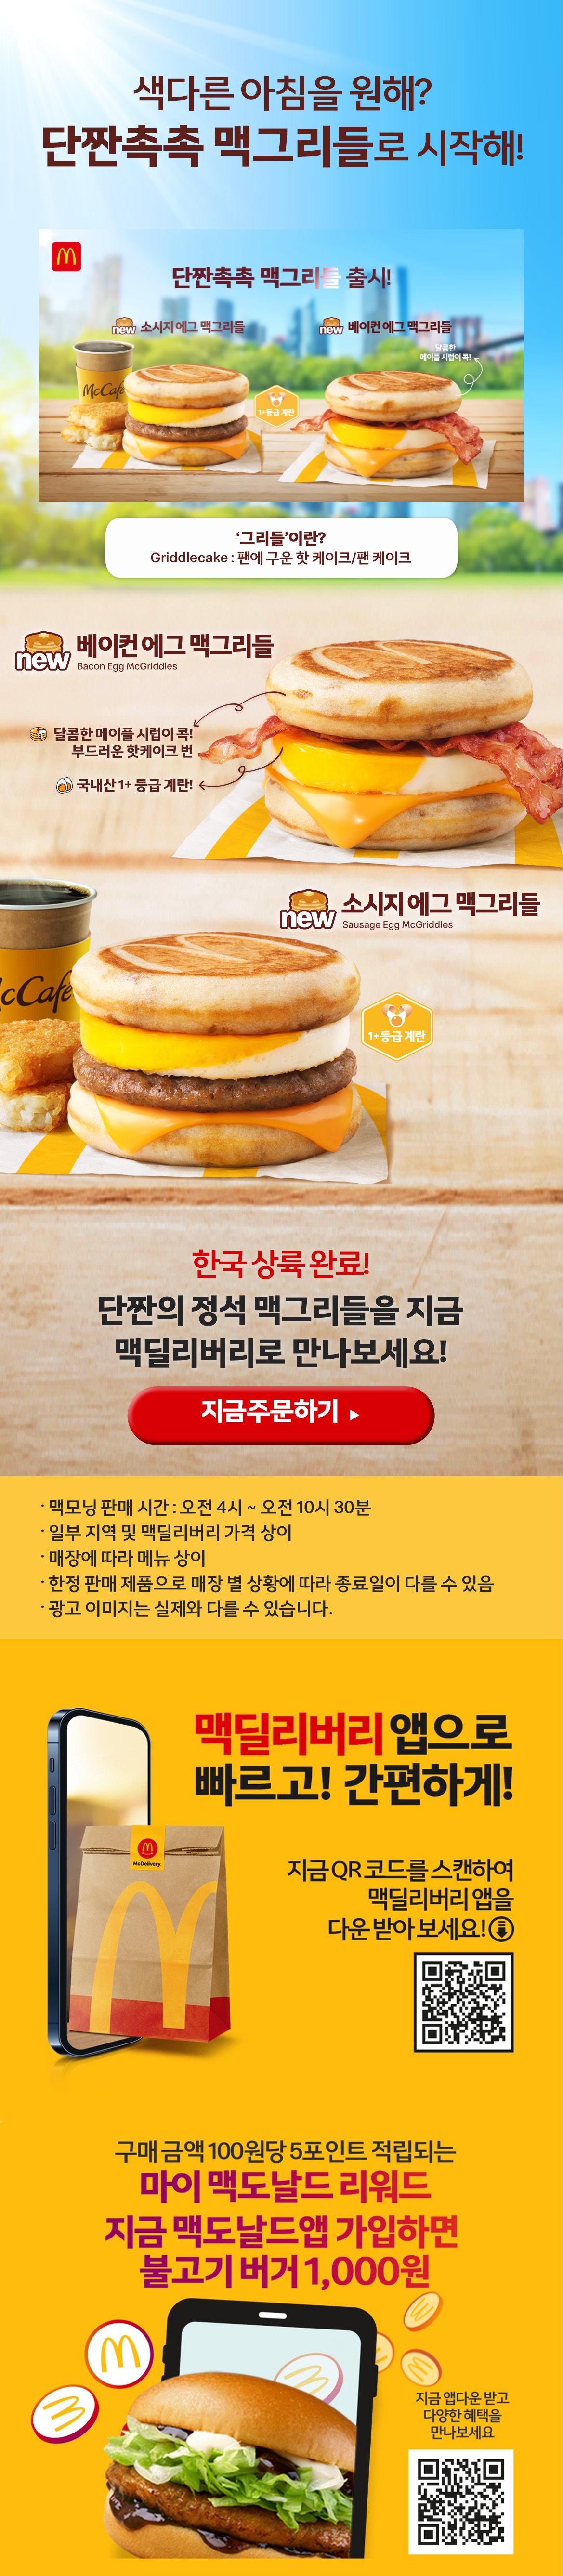 색다른 아침을 원해?
단짠촉촉 맥그리들로 시작해!
단짠촉촉 맥그리들 출시!
new 소시지 에그 맥그리들
new 베이컨 에그 맥그리들
달콤한
메이플 시럽이 콕!
McCafé
1+등급 계란
‘그리들’이란?
Griddlecake : 팬에 구운 핫 케이크/팬 케이크
new 베이컨 에그 맥그리들
Bacon Egg McGriddles
달콤한 메이플 시럽이 콕!
부드러운 핫케이크 번
국내산 1+ 등급 계란!
new 소시지 에그 맥그리들
Sausage Egg McGriddles
cCafé
1+등급 계란
한국 상륙 완료!
단짠의 정석 맥그리들을 지금
맥딜리버리로 만나보세요!
지금주문하기 ▶
· 맥모닝 판매 시간 : 오전 4시 ~ 오전 10시 30분
· 일부 지역 및 맥딜리버리 가격 상이
· 매장에 따라 메뉴 상이
· 한정 판매 제품으로 매장 별 상황에 따라 종료일이 다를 수 있음
· 광고 이미지는 실제와 다를 수 있습니다.
맥딜리버리 앱으로
빠르고! 간편하게!
McDelivery
지금 QR 코드를 스캔하여
맥딜리버리 앱을
다운 받아 보세요!
구매 금액 100원당 5포인트 적립되는
마이 맥도날드 리워드
지금 맥도날드앱 가입하면
불고기 버거 1,000원
지금 앱다운 받고
다양한 혜택을
만나보세요